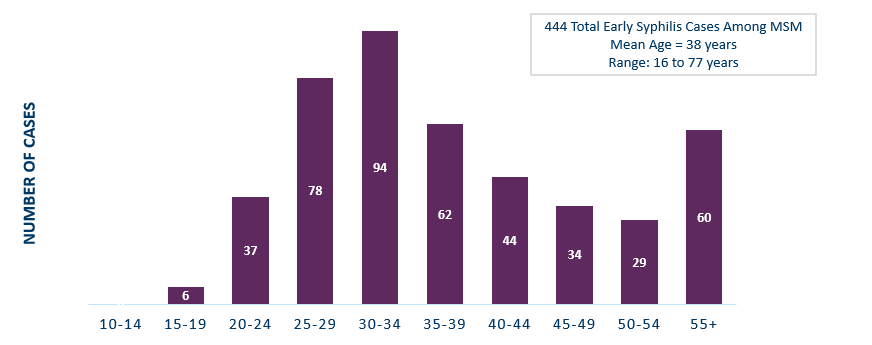 444 Total Early Syphilis Cases Among MSM
Mean Age = 38 years
Range: 16 to 77 years
NUMBER OF CASES
6
37
78
94
62
44
34
29
60
10-14 15-19 20-24 25-29 30-34 35-39 40-44 45-49 50-54 55+